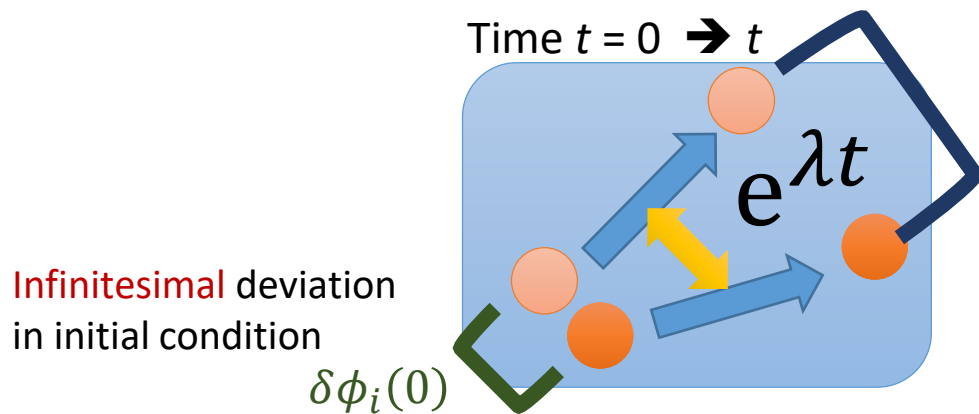 Time t = 0 ➔ t
e^{λt}
Infinitesimal deviation
in initial condition
δϕ_i(0)